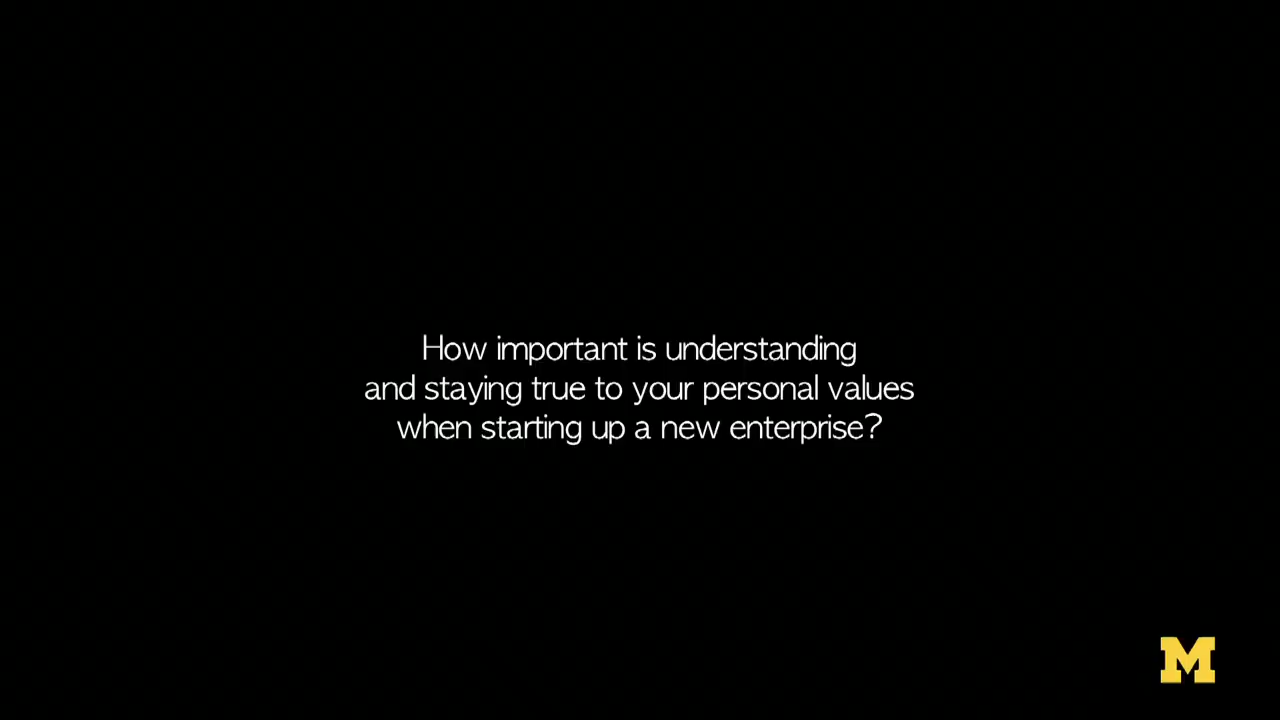 How important is understanding
and staying true to your personal values
when starting up a new enterprise?
M